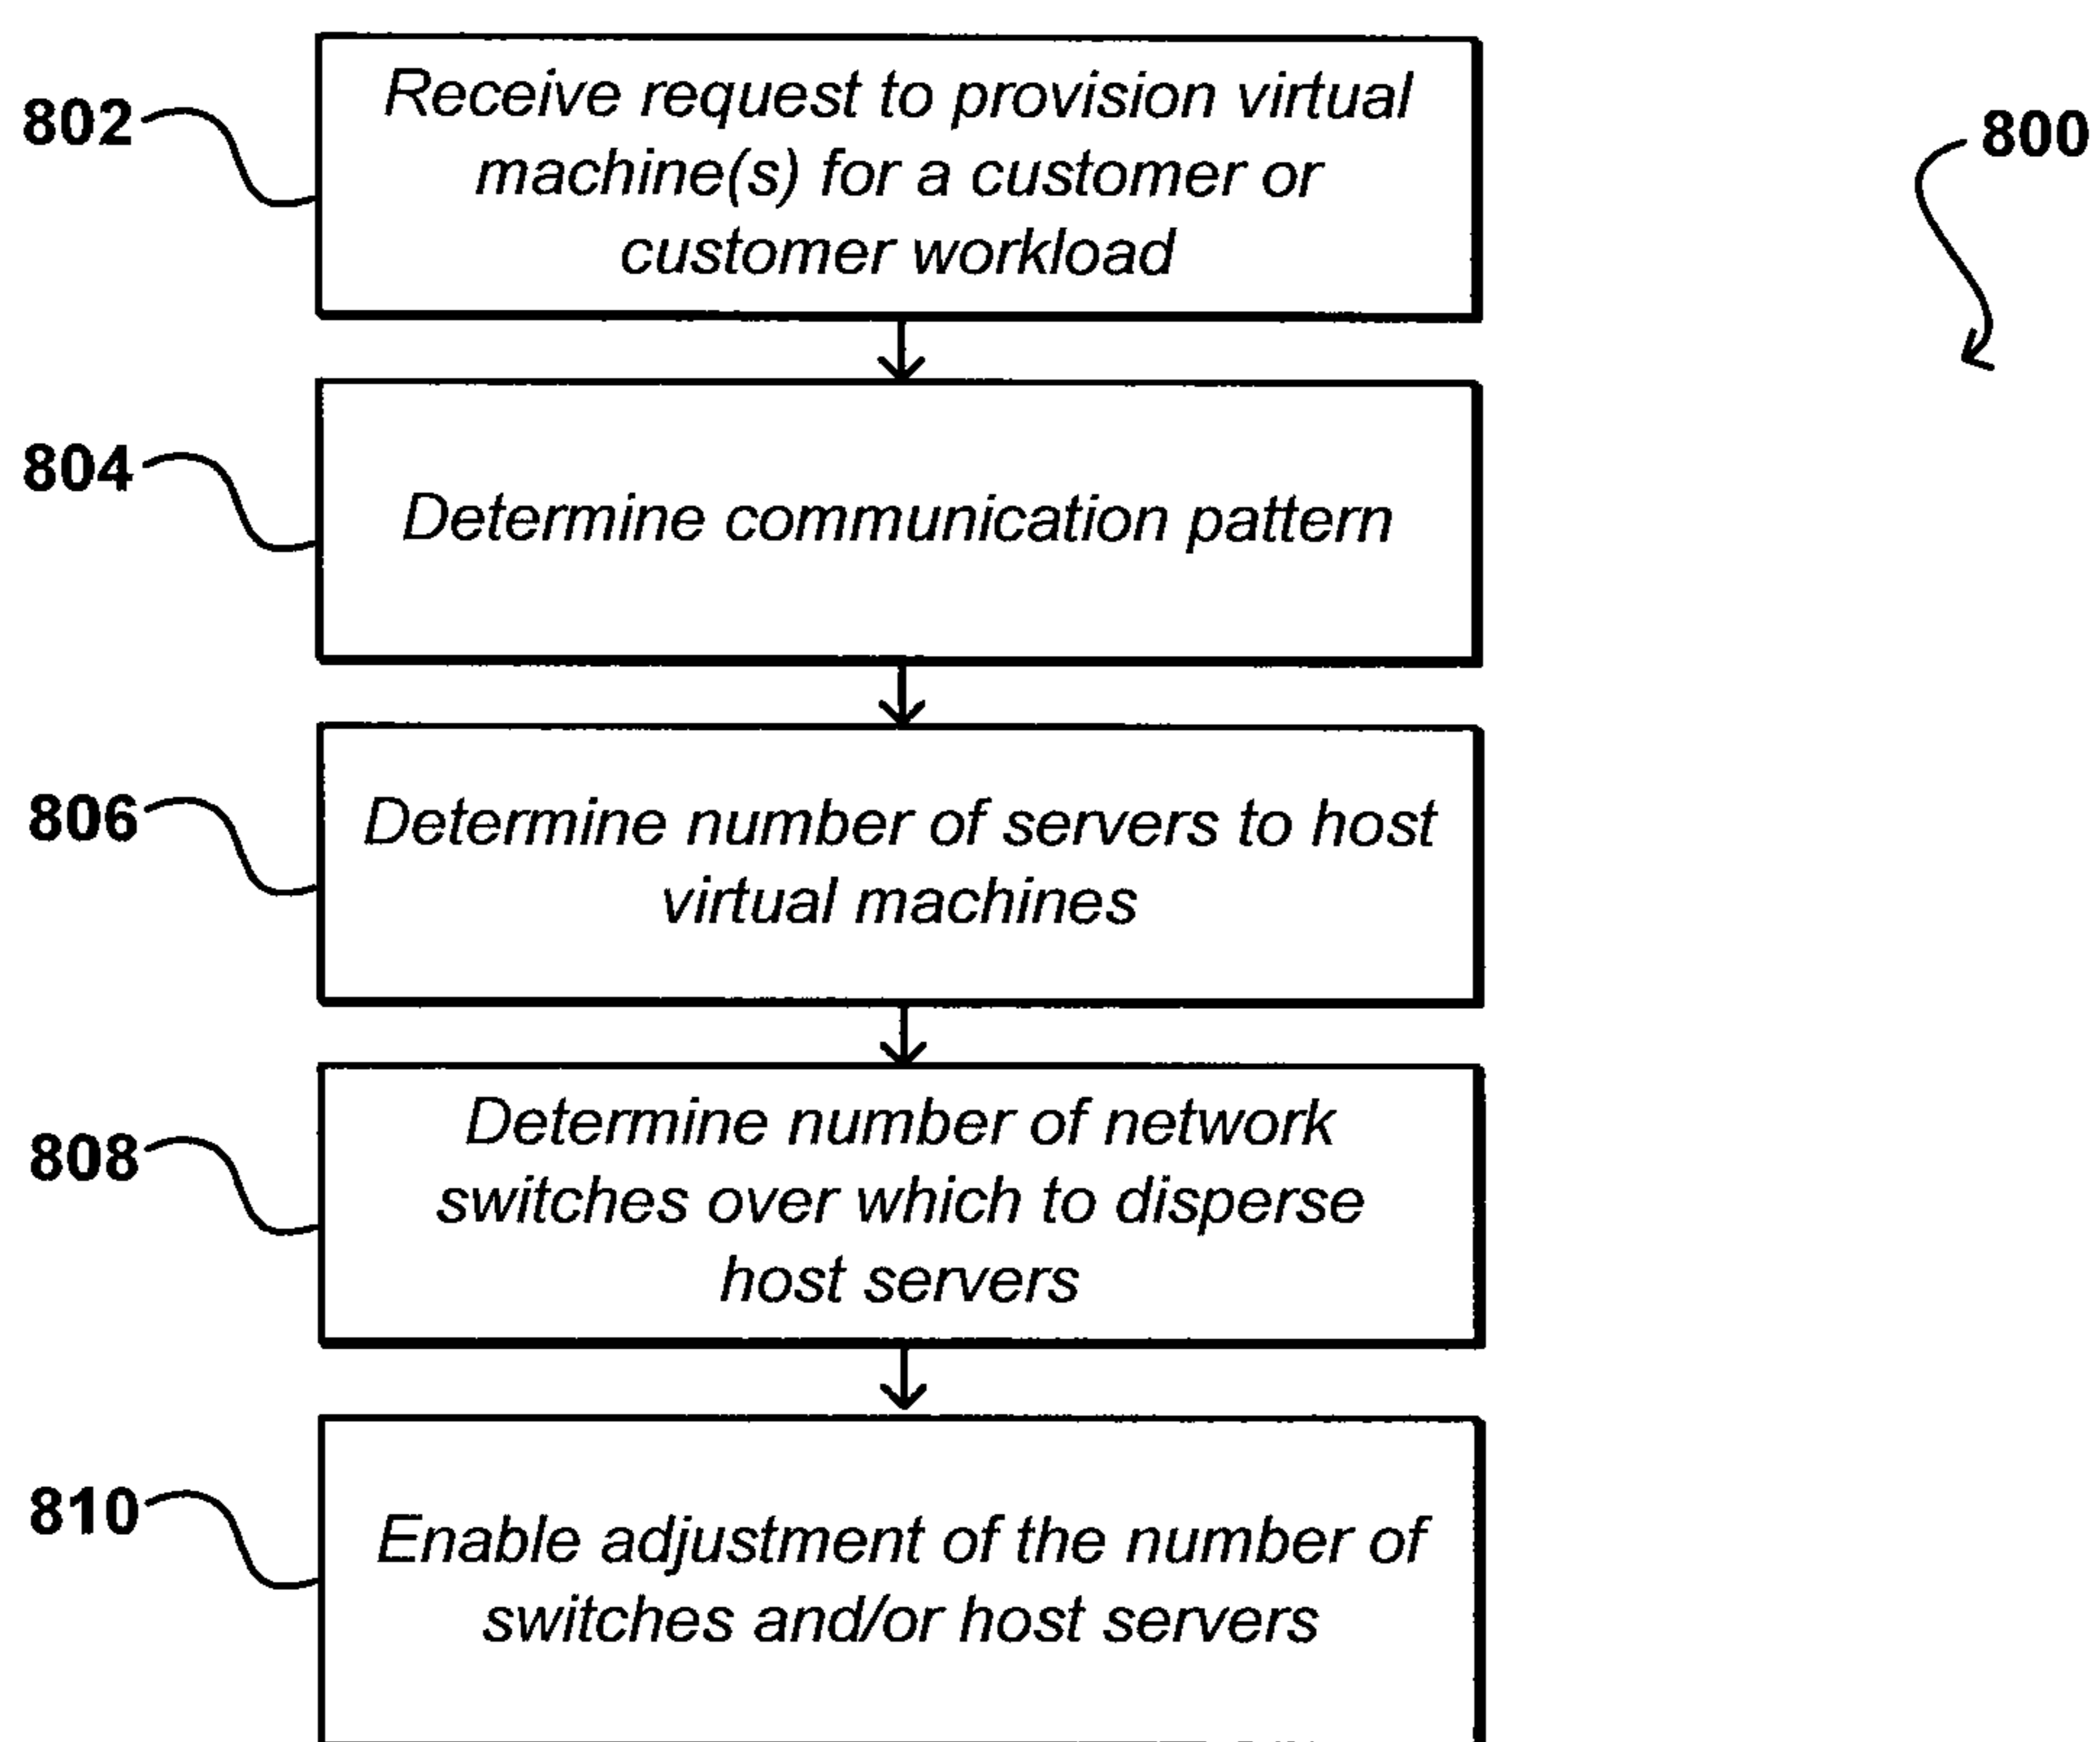 802
Receive request to provision virtual
machine(s) for a customer or
customer workload
800
804
Determine communication pattern
806
Determine number of servers to host
virtual machines
808
Determine number of network
switches over which to disperse
host servers
810
Enable adjustment of the number of
switches and/or host servers